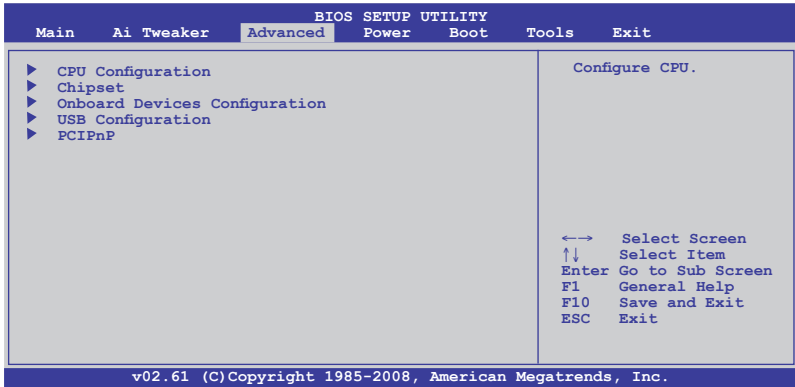 BIOS SETUP UTILITY
Main Ai Tweaker Advanced Power Boot Tools Exit
CPU Configuration
Chipset
Onboard Devices Configuration
USB Configuration
PCIPnP
Configure CPU.
←→ Select Screen
↑↓ Select Item
Enter Go to Sub Screen
F1 General Help
F10 Save and Exit
ESC Exit
v02.61 (C)Copyright 1985-2008, American Megatrends, Inc.